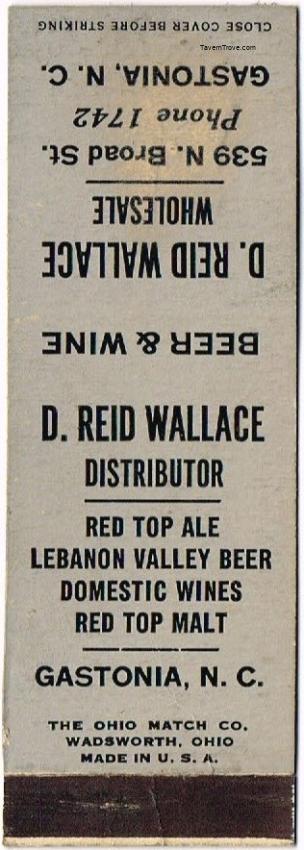 CLOSE COVER BEFORE STRIKING
TavernTrove.com
GASTONIA, N. C.
Phone 1742
539 N. Broad St.
WHOLESALE
D. REID WALLACE
BEER & WINE
D. REID WALLACE
DISTRIBUTOR
RED TOP ALE
LEBANON VALLEY BEER
DOMESTIC WINES
RED TOP MALT
GASTONIA, N. C.
THE OHIO MATCH CO.
WADSWORTH, OHIO
MADE IN U. S. A.